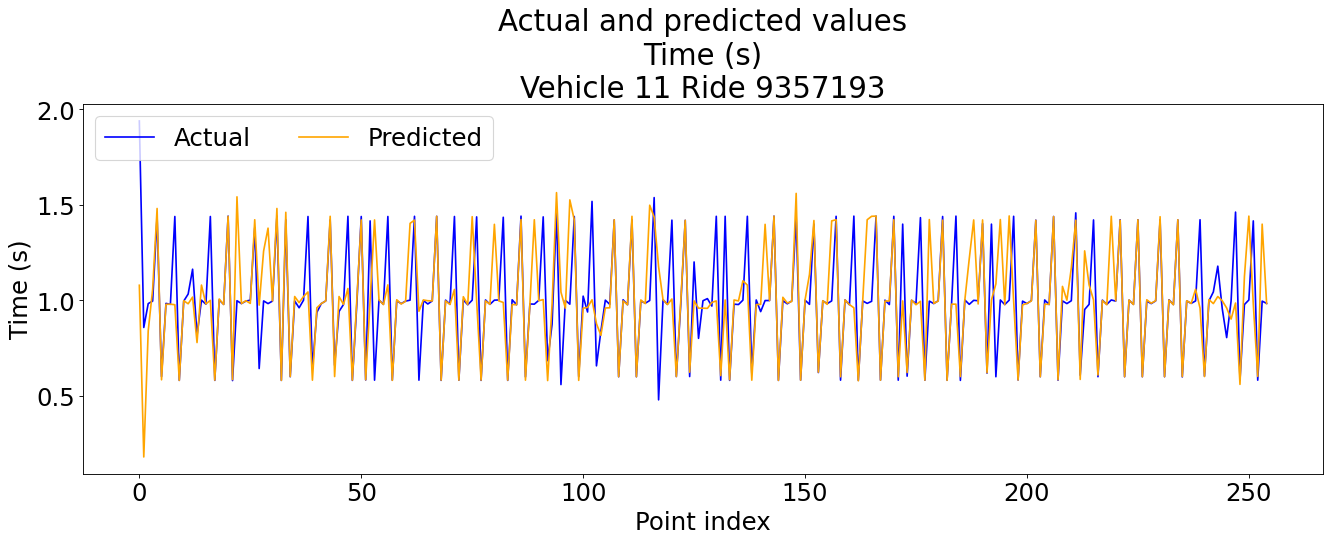 Actual and predicted values
Time (s)
Vehicle 11 Ride 9357193
Actual
Predicted
Time (s)
2.0
1.5
1.0
0.5
0
50
100
150
200
250
Point index